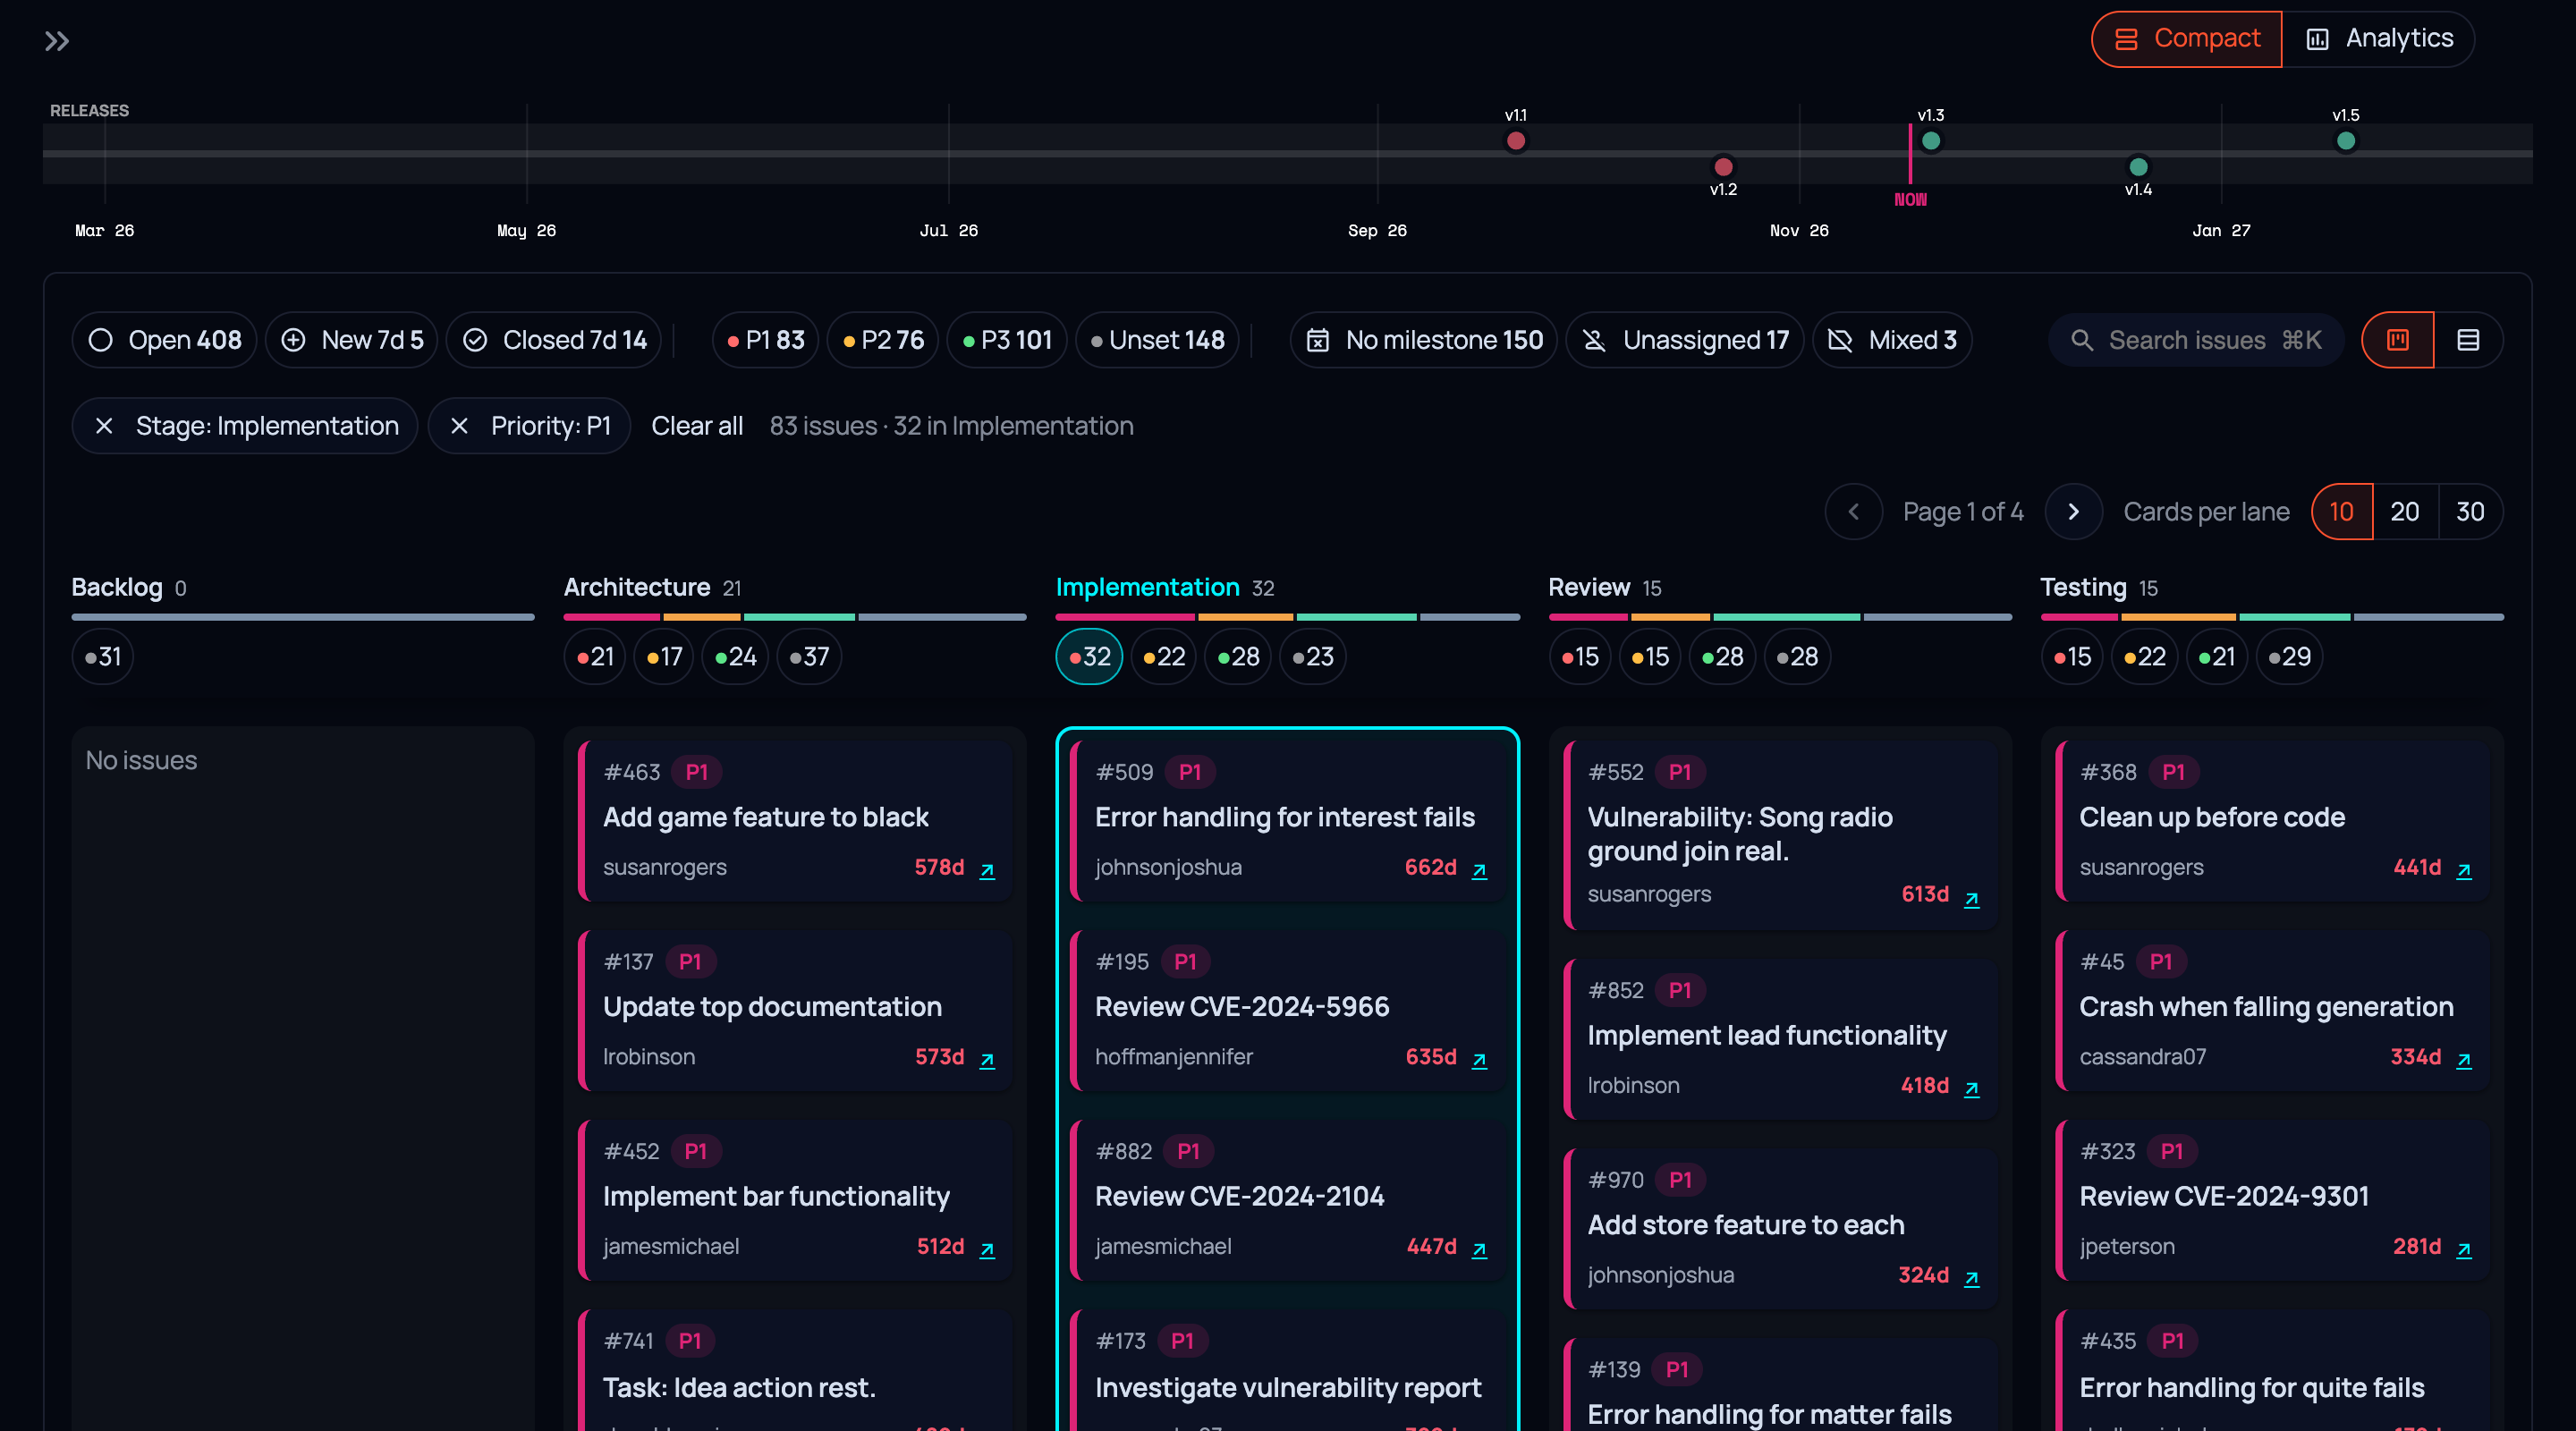 Compact Analytics
RELEASES
v1.1 v1.3 v1.5
v1.2 v1.4
NOW
Mar 26 May 26 Jul 26 Sep 26 Nov 26 Jan 27
Open 408 New 7d 5 Closed 7d 14 P1 83 P2 76 P3 101 Unset 148 No milestone 150 Unassigned 17 Mixed 3 Search issues ⌘K
Stage: Implementation Priority: P1 Clear all 83 issues · 32 in Implementation
Page 1 of 4 Cards per lane 10 20 30
Backlog 0
31
No issues
Architecture 21
21 17 24 37
#463 P1
Add game feature to black
susanrogers 578d
#137 P1
Update top documentation
lrobinson 573d
#452 P1
Implement bar functionality
jamesmichael 512d
#741 P1
Task: Idea action rest.
Implementation 32
32 22 28 23
#509 P1
Error handling for interest fails
johnsonjoshua 662d
#195 P1
Review CVE-2024-5966
hoffmanjennifer 635d
#882 P1
Review CVE-2024-2104
jamesmichael 447d
#173 P1
Investigate vulnerability report
Review 15
15 15 28 28
#552 P1
Vulnerability: Song radio
ground join real.
susanrogers 613d
#852 P1
Implement lead functionality
lrobinson 418d
#970 P1
Add store feature to each
johnsonjoshua 324d
#139 P1
Error handling for matter fails
Testing 15
15 22 21 29
#368 P1
Clean up before code
susanrogers 441d
#45 P1
Crash when falling generation
cassandra07 334d
#323 P1
Review CVE-2024-9301
jpeterson 281d
#435 P1
Error handling for quite fails